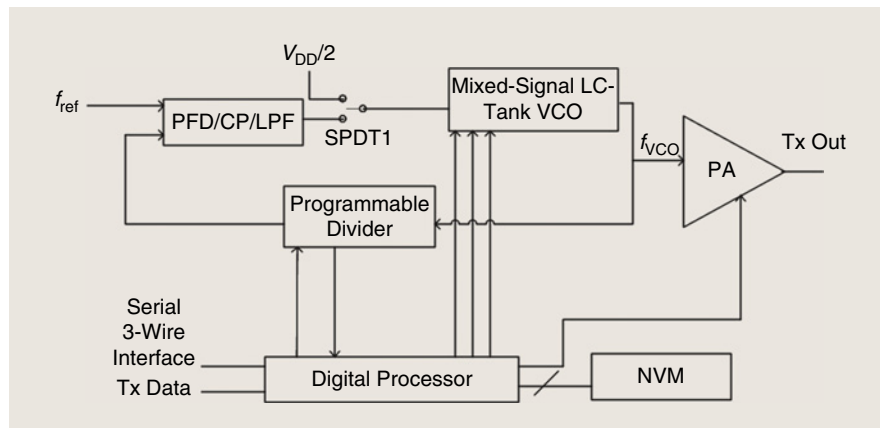 V_DD/2
f_ref
PFD/CP/LPF
SPDT1
Mixed-Signal LC-
Tank VCO
f_VCO
PA
Tx Out
Programmable
Divider
Serial
3-Wire
Interface
Tx Data
Digital Processor
NVM